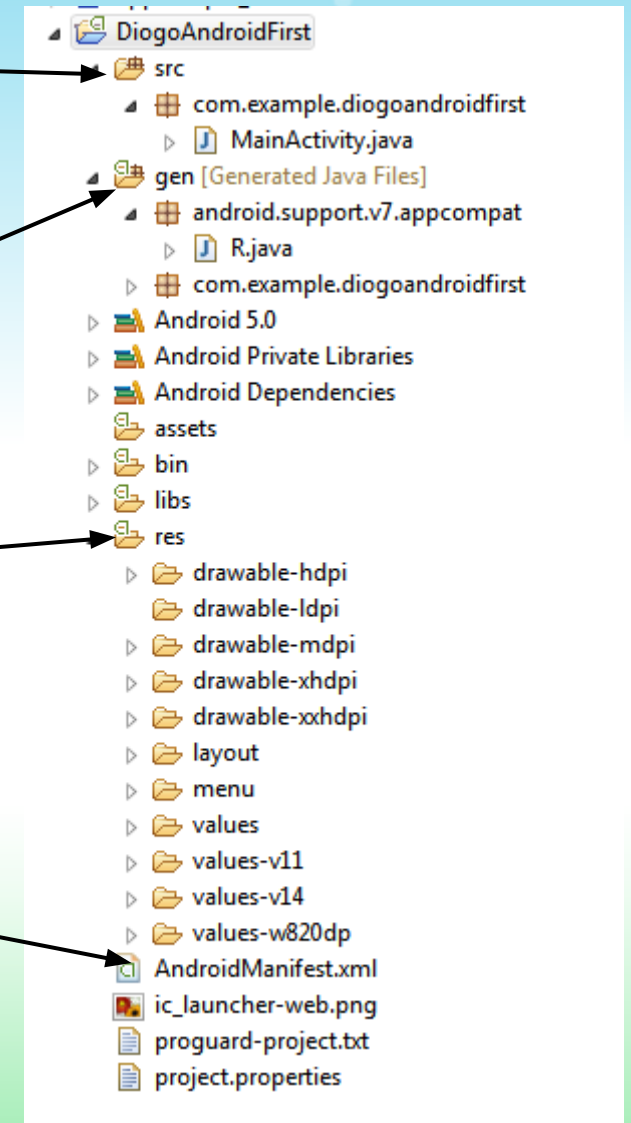 DiogoAndroidFirst
src
com.example.diogoandroidfirst
MainActivity.java
gen [Generated Java Files]
android.support.v7.appcompat
R.java
com.example.diogoandroidfirst
Android 5.0
Android Private Libraries
Android Dependencies
assets
bin
libs
res
drawable-hdpi
drawable-ldpi
drawable-mdpi
drawable-xhdpi
drawable-xxhdpi
layout
menu
values
values-v11
values-v14
values-w820dp
AndroidManifest.xml
ic_launcher-web.png
proguard-project.txt
project.properties